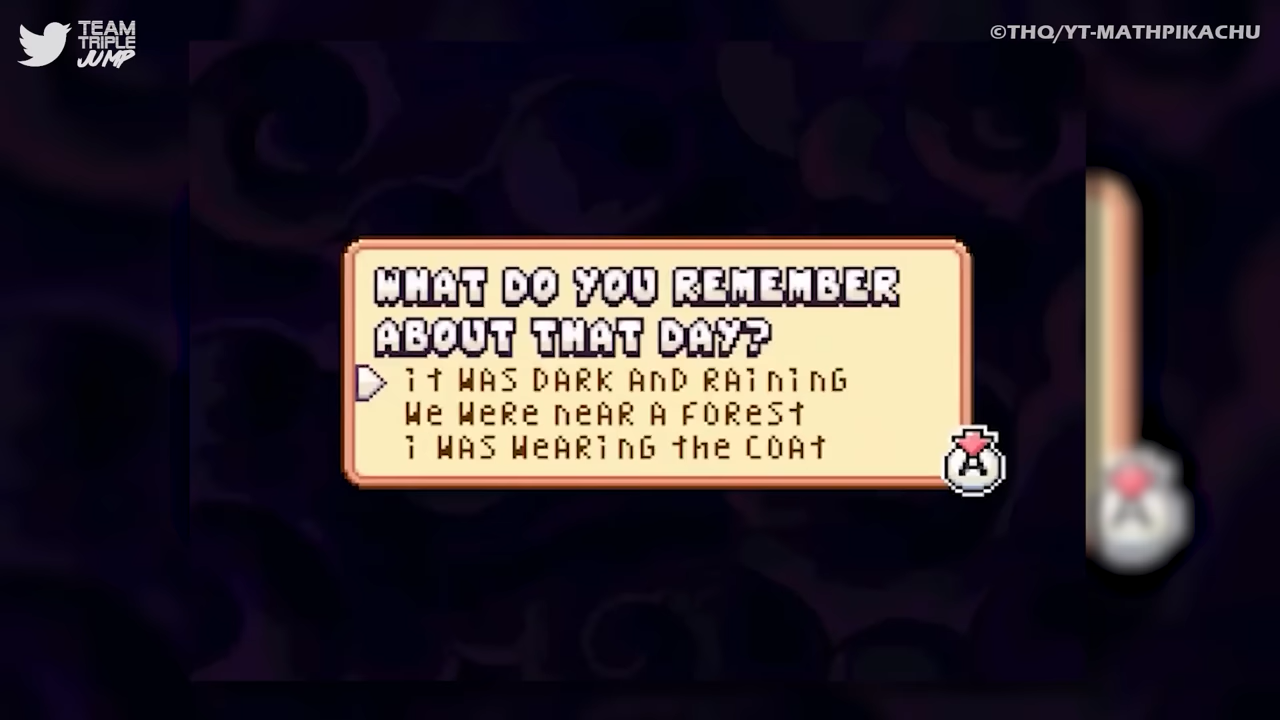 TEAM
TRIPLE
JUMP
©THQ/YT-MATHPIKACHU
WHAT DO YOU REMEMBER
ABOUT THAT DAY?
it WAS DARK AnD RAininG
We WeRe neAR A FOReSt
i WAS WeARinG the COAt
A